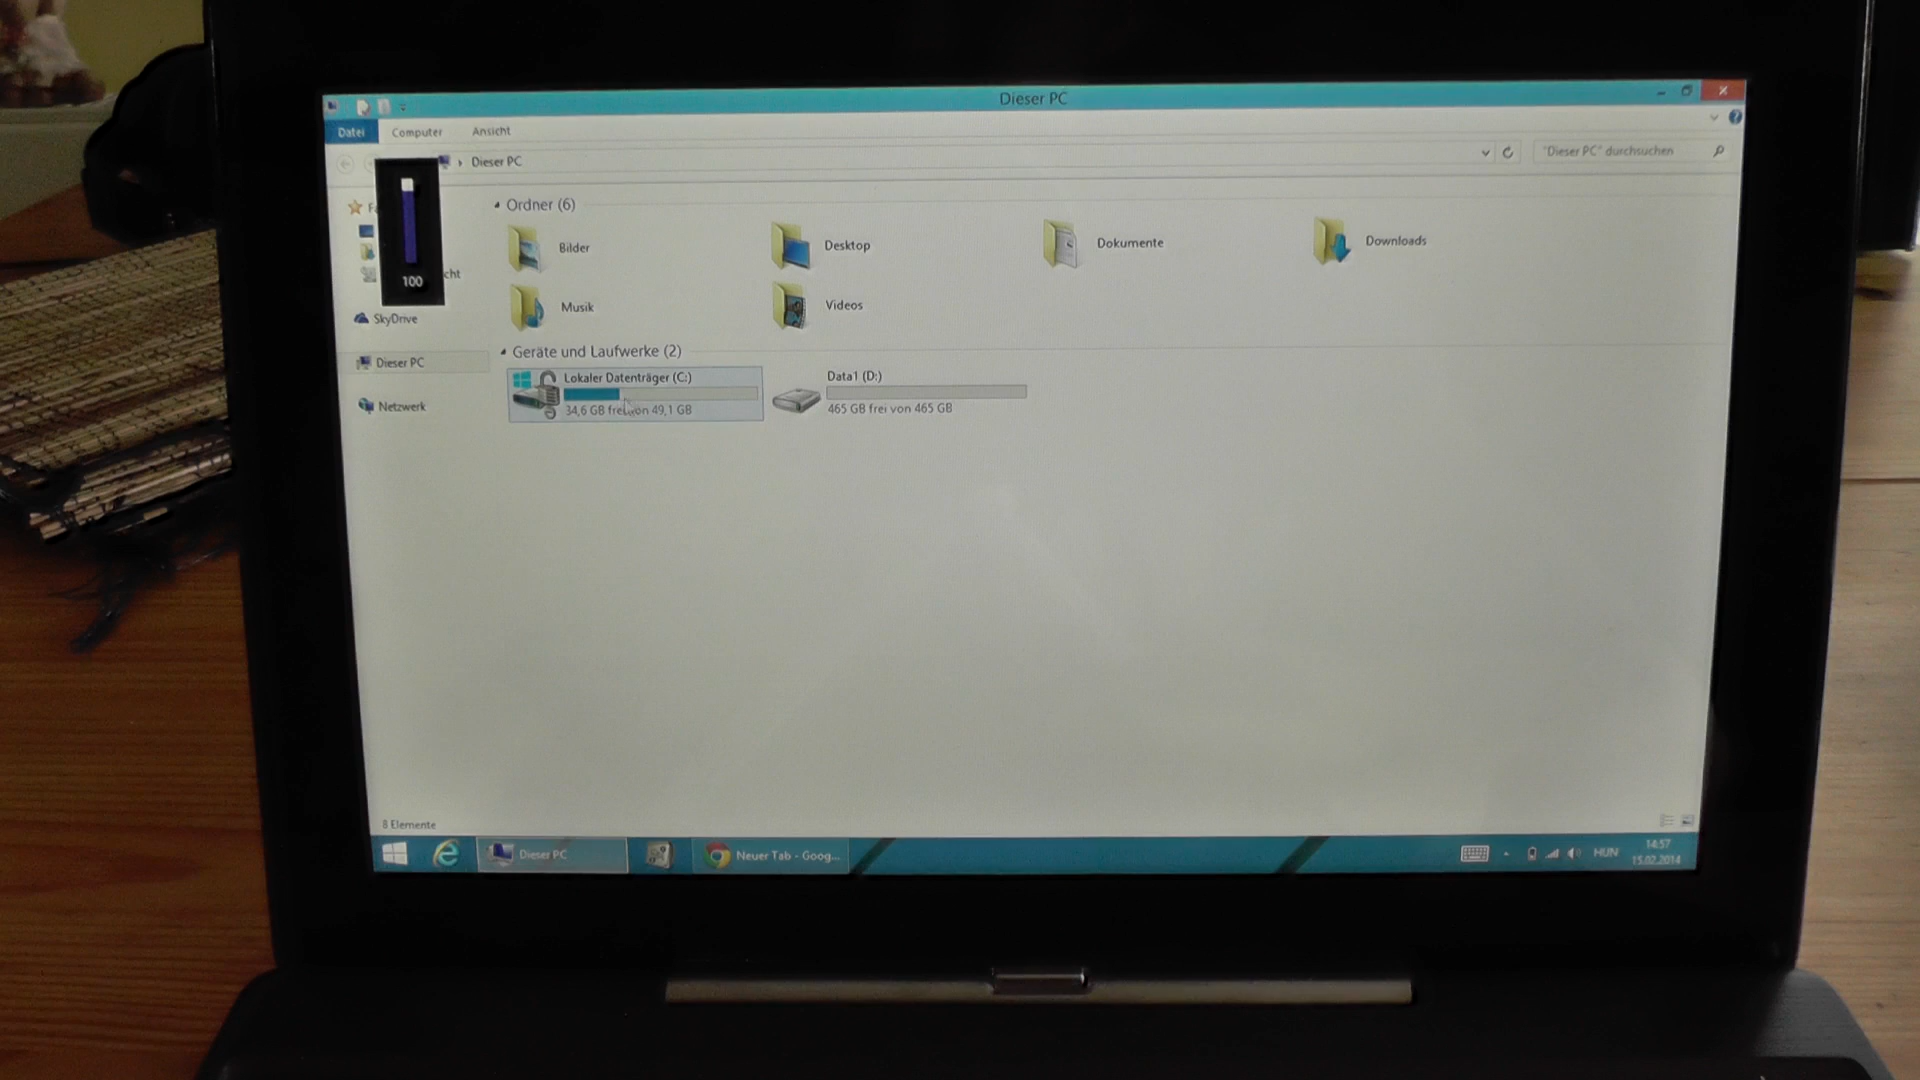 Dieser PC
Datei Computer Ansicht
Dieser PC
"Dieser PC" durchsuchen
100
SkyDrive
Dieser PC
Netzwerk
Ordner (6)
Bilder
Desktop
Dokumente
Downloads
Musik
Videos
Geräte und Laufwerke (2)
Lokaler Datenträger (C:)
34,6 GB frei von 49,1 GB
Data1 (D:)
465 GB frei von 465 GB
8 Elemente
Dieser PC
Neuer Tab - Goog...
HUN
14:57
15.02.2014